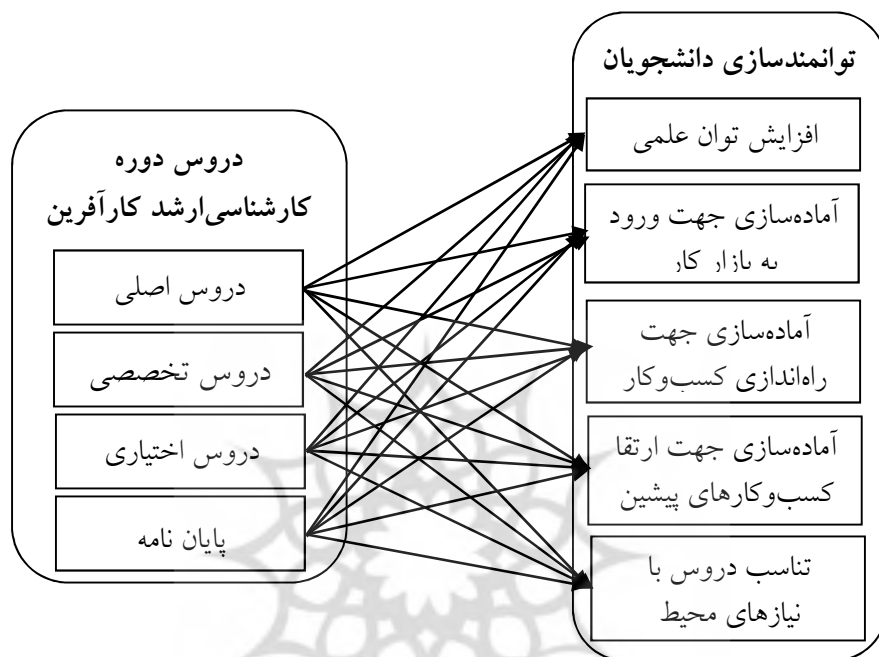 توانمندسازی دانشجویان
افزایش توان علمی
آماده‌سازی جهت ورود
به بازار کار
آماده‌سازی جهت
راه‌اندازی کسب‌وکار
آماده‌سازی جهت ارتقا
کسب‌وکارهای پیشین
تناسب دروس با
نیازهای محیط
دروس دوره
کارشناسی‌ارشد کارآفرین
دروس اصلی
دروس تخصصی
دروس اختیاری
پایان نامه